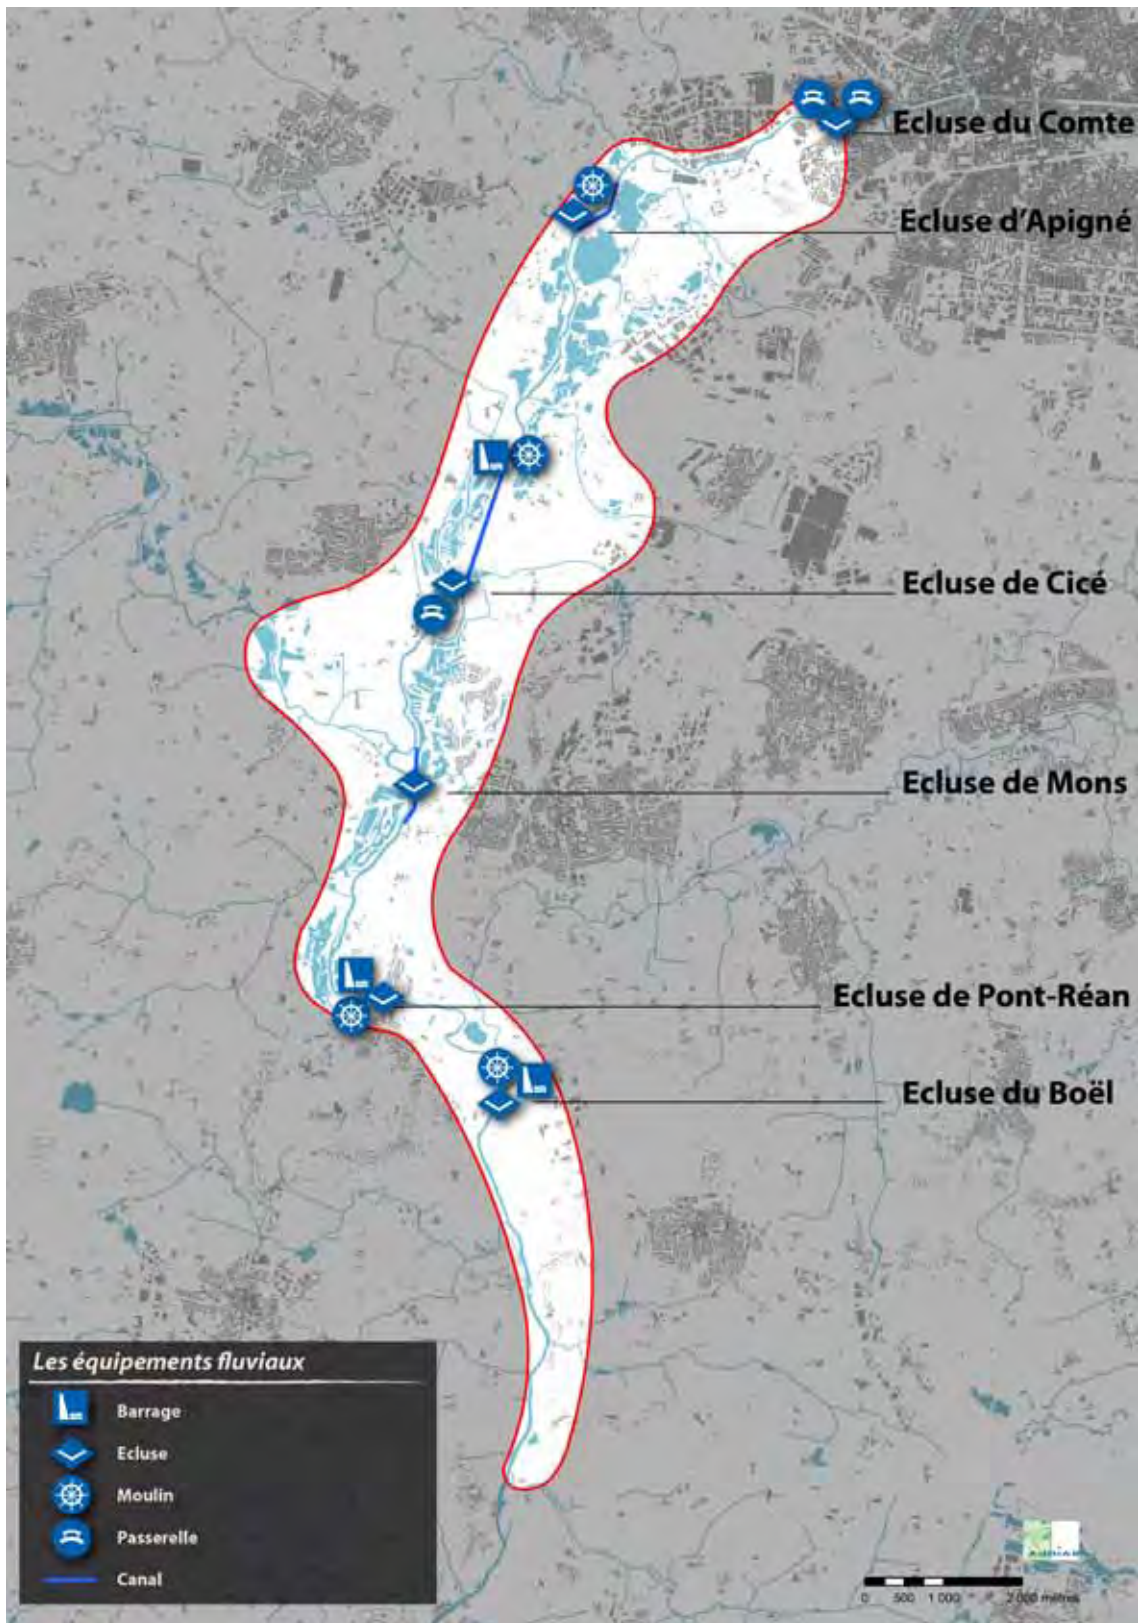 Ecluse du Comte
Ecluse d'Apigné
Ecluse de Cicé
Ecluse de Mons
Ecluse de Pont-Réan
Ecluse du Boël
Les équipements fluviaux
Barrage
Ecluse
Moulin
Passerelle
Canal
0 500 1 000 2 000 mètres